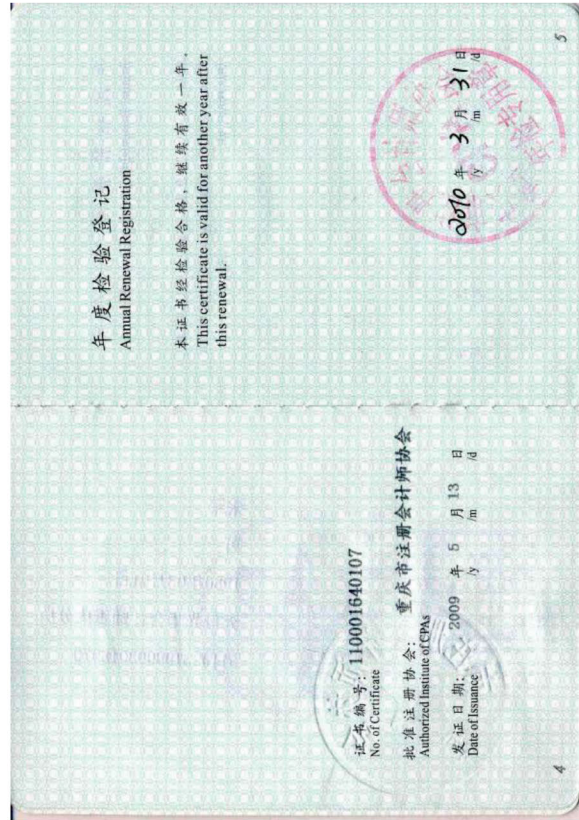 证书编号: 110001640107
No. of Certificate
批准注册协会: 重庆市注册会计师协会
Authorized Institute of CPAs
发证日期: 2009 年 5 月 13 日
Date of Issuance /y /m /d
4
年度检验登记
Annual Renewal Registration
本证书经检验合格，继续有效一年.
This certificate is valid for another year after
this renewal.
2010 年 3 月 31 日
/y /m /d
5